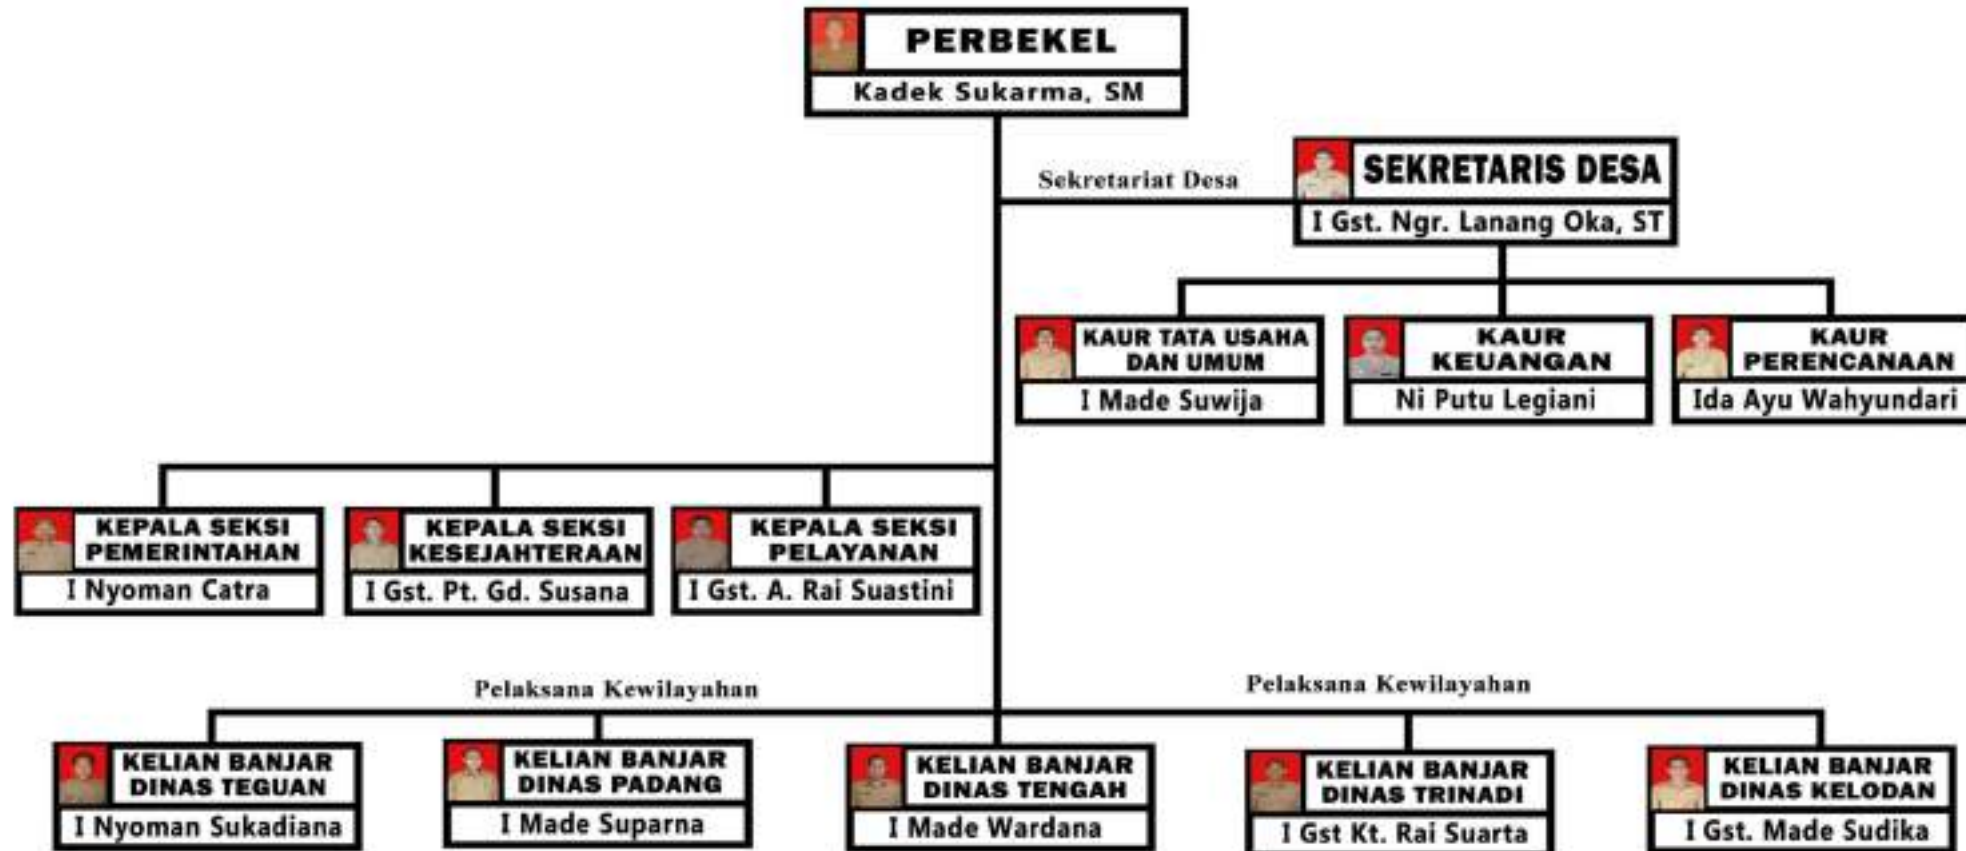 PERBEKEL
Kadek Sukarma, SM
Sekretariat Desa
SEKRETARIS DESA
I Gst. Ngr. Lanang Oka, ST
KAUR TATA USAHA
DAN UMUM
I Made Suwija
KAUR
KEUANGAN
Ni Putu Legiani
KAUR
PERENCANAAN
Ida Ayu Wahyundari
KEPALA SEKSI
PEMERINTAHAN
I Nyoman Catra
KEPALA SEKSI
KESEJAHTERAAN
I Gst. Pt. Gd. Susana
KEPALA SEKSI
PELAYANAN
I Gst. A. Rai Suastini
Pelaksana Kewilayahan
Pelaksana Kewilayahan
KELIAN BANJAR
DINAS TEGUAN
I Nyoman Sukadiana
KELIAN BANJAR
DINAS PADANG
I Made Suparna
KELIAN BANJAR
DINAS TENGAH
I Made Wardana
KELIAN BANJAR
DINAS TRINADI
I Gst Kt. Rai Suarta
KELIAN BANJAR
DINAS KELODAN
I Gst. Made Sudika